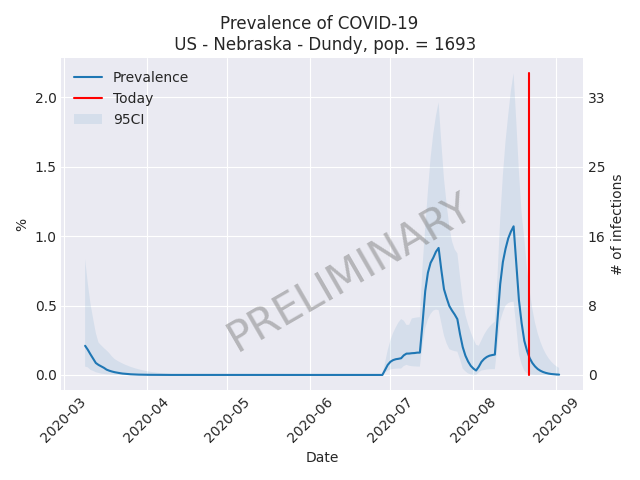 Prevalence of COVID-19
US - Nebraska - Dundy, pop. = 1693
Prevalence
Today
95CI
2.0
1.5
1.0
0.5
0.0
%
33
25
16
8
0
# of infections
PRELIMINARY
2020-03
2020-04
2020-05
2020-06
2020-07
2020-08
2020-09
Date